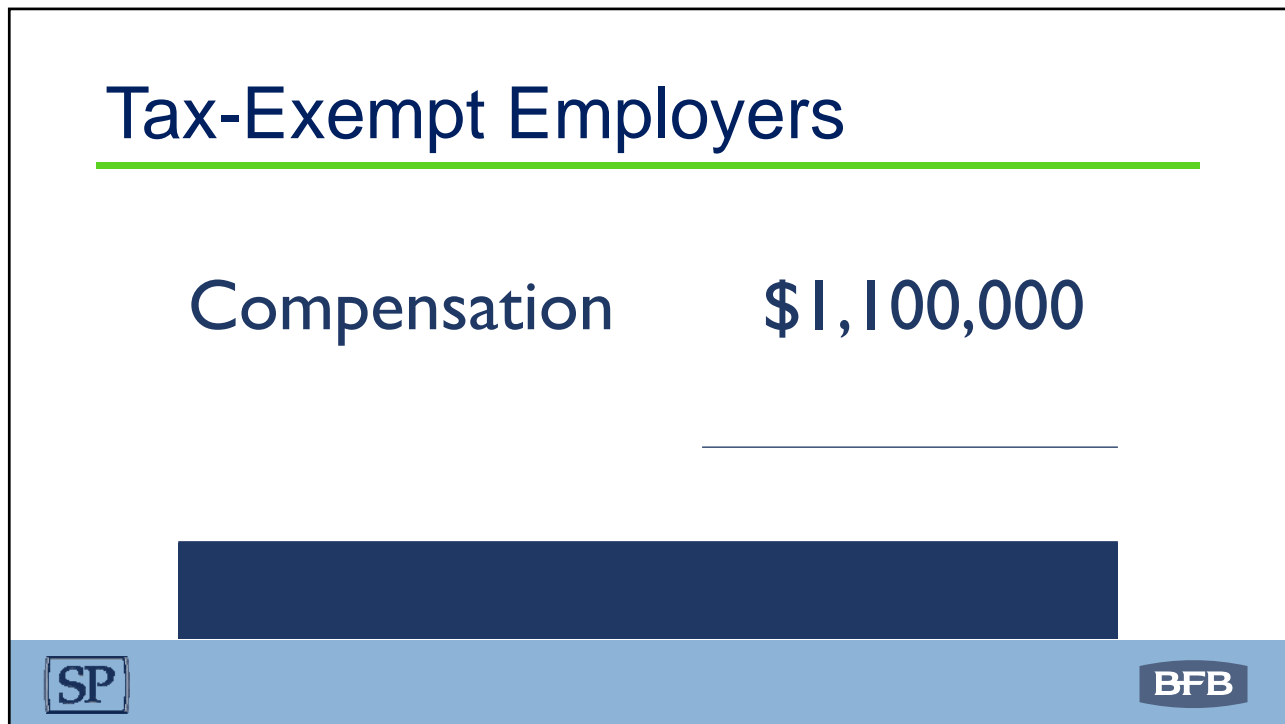 Tax-Exempt Employers
Compensation $1,100,000
SP BFB